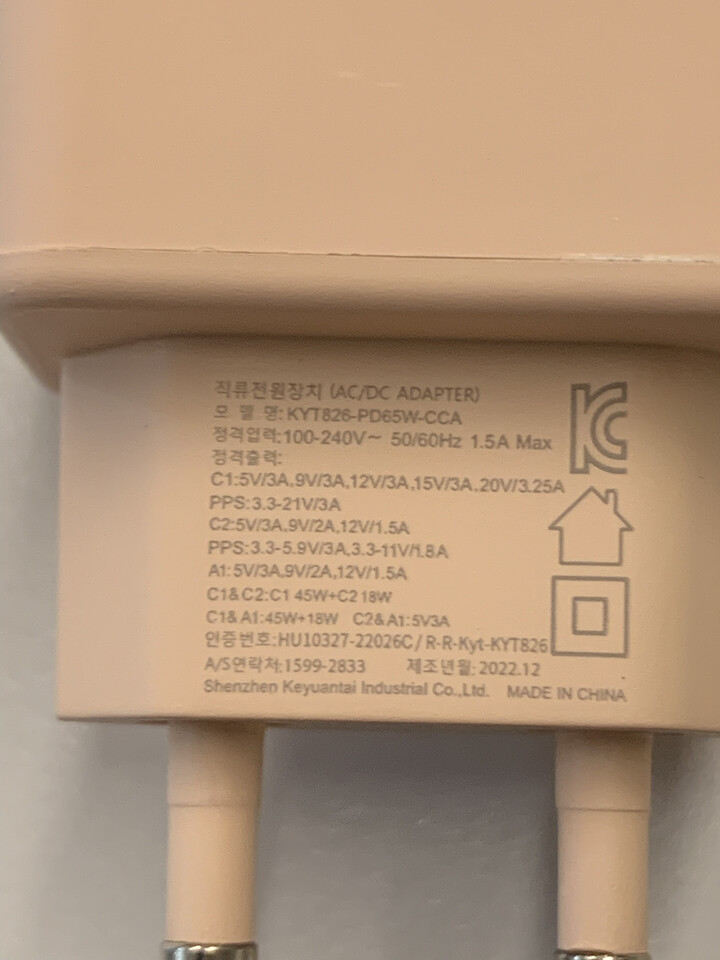 직류전원장치 (AC/DC ADAPTER)
모 델 명:KYT826-PD65W-CCA
정격입력:100-240V~ 50/60Hz 1.5A Max
정격출력:
C1:5V/3A,9V/3A,12V/3A,15V/3A,20V/3.25A
PPS:3.3-21V/3A
C2:5V/3A,9V/2A,12V/1.5A
PPS:3.3-5.9V/3A,3.3-11V/1.8A
A1:5V/3A,9V/2A,12V/1.5A
C1&C2:C1 45W+C2 18W
C1&A1:45W+18W C2&A1:5V3A
인증번호:HU10327-22026C/R-R-Kyt-KYT826
A/S연락처:1599-2833 제조년월:2022.12
Shenzhen Keyuantai Industrial Co.,Ltd. MADE IN CHINA